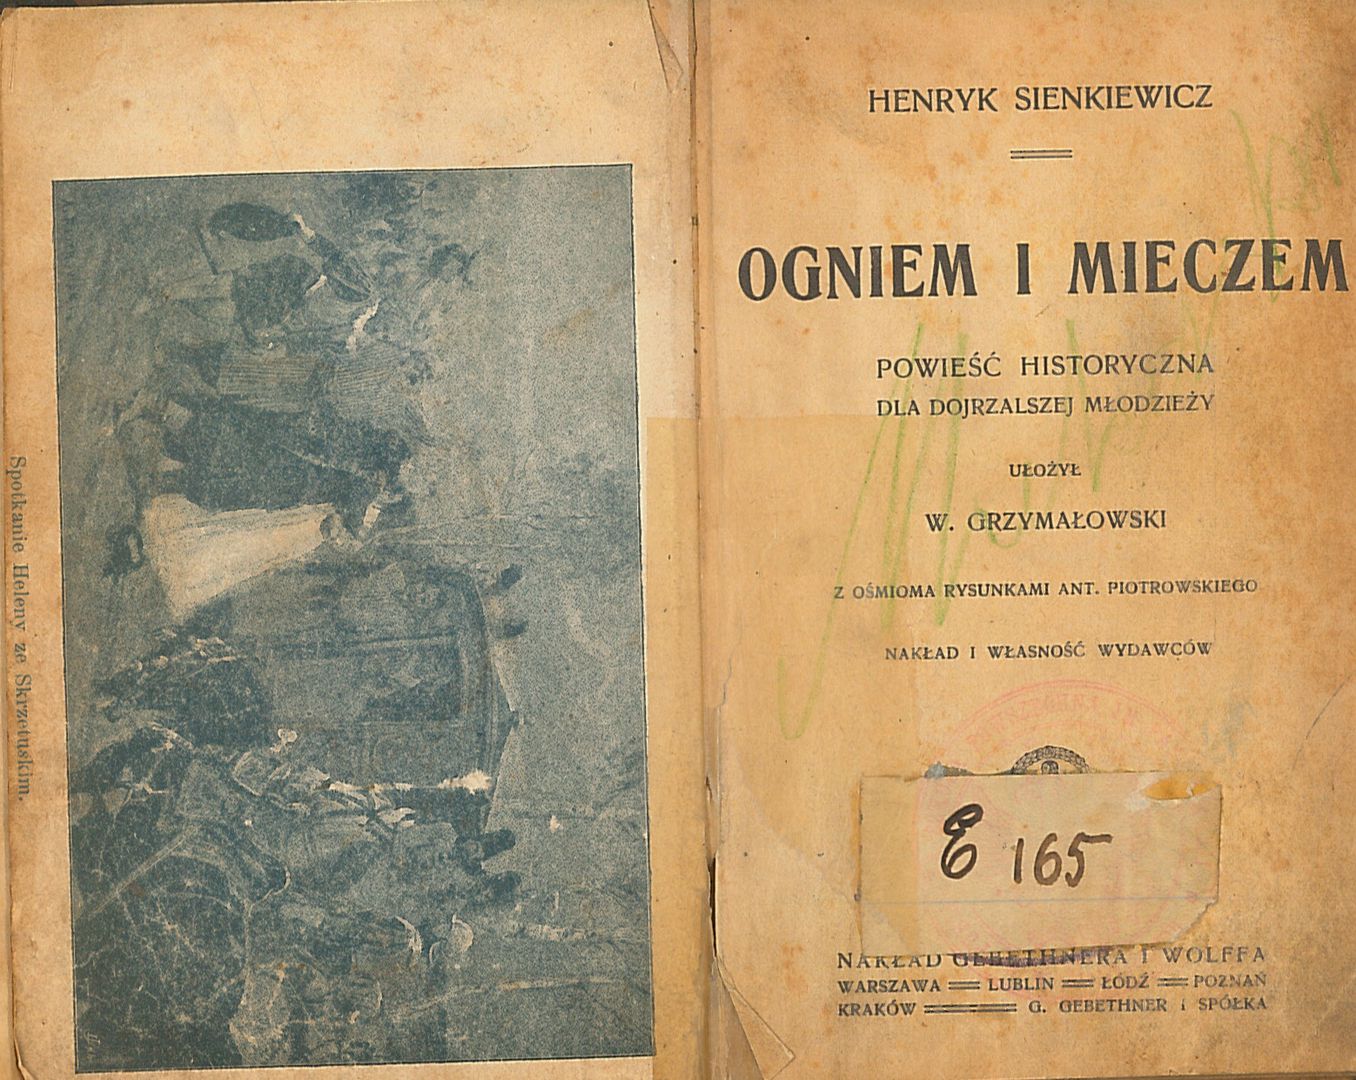 Spotkanie Heleny ze Skrzetuskim.
HENRYK SIENKIEWICZ
OGNIEM I MIECZEM
POWIEŚĆ HISTORYCZNA
DLA DOJRZALSZEJ MŁODZIEŻY
UŁOŻYŁ
W. GRZYMAŁOWSKI
Z OŚMIOMA RYSUNKAMI ANT. PIOTROWSKIEGO
NAKŁAD I WŁASNOŚĆ WYDAWCÓW
E 165
NAKŁAD GEBETHNERA I WOLFFA
WARSZAWA == LUBLIN == ŁÓDŹ == POZNAŃ
KRAKÓW ===== G. GEBETHNER i SPÓŁKA